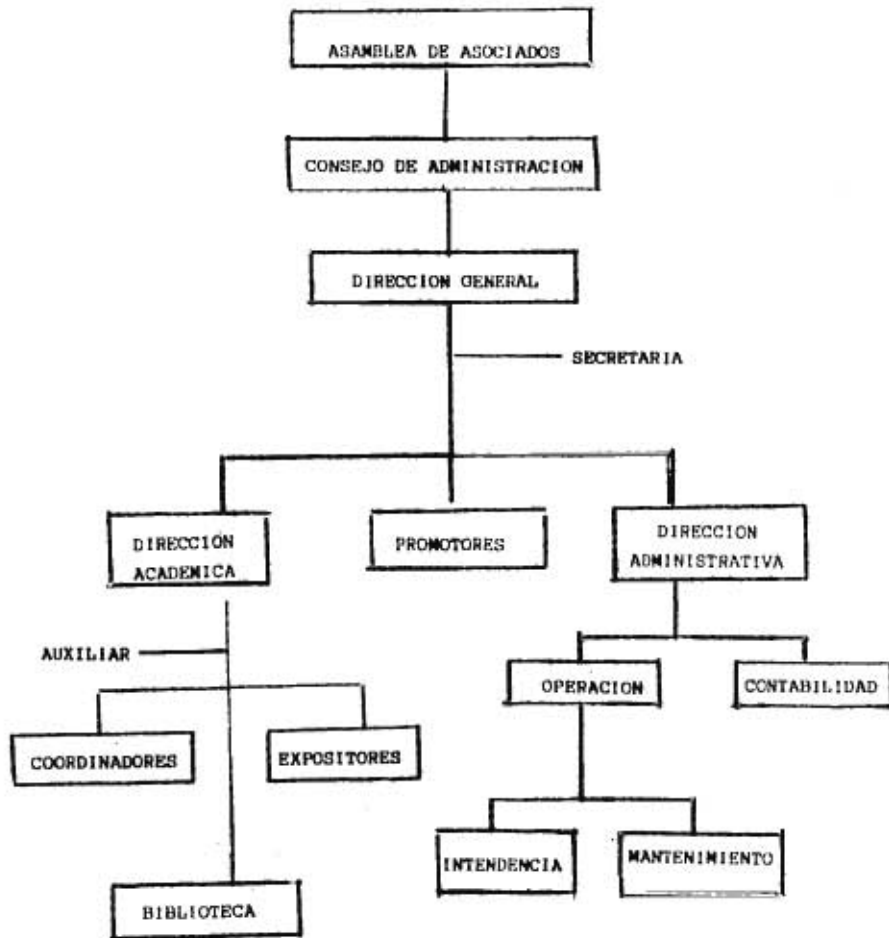 ASAMBLEA DE ASOCIADOS
CONSEJO DE ADMINISTRACION
DIRECCION GENERAL
SECRETARIA
DIRECCION
ACADEMICA
PROMOTORES
DIRECCION
ADMINISTRATIVA
AUXILIAR
OPERACION
CONTABILIDAD
COORDINADORES
EXPOSITORES
INTENDENCIA
MANTENIMIENTO
BIBLIOTECA